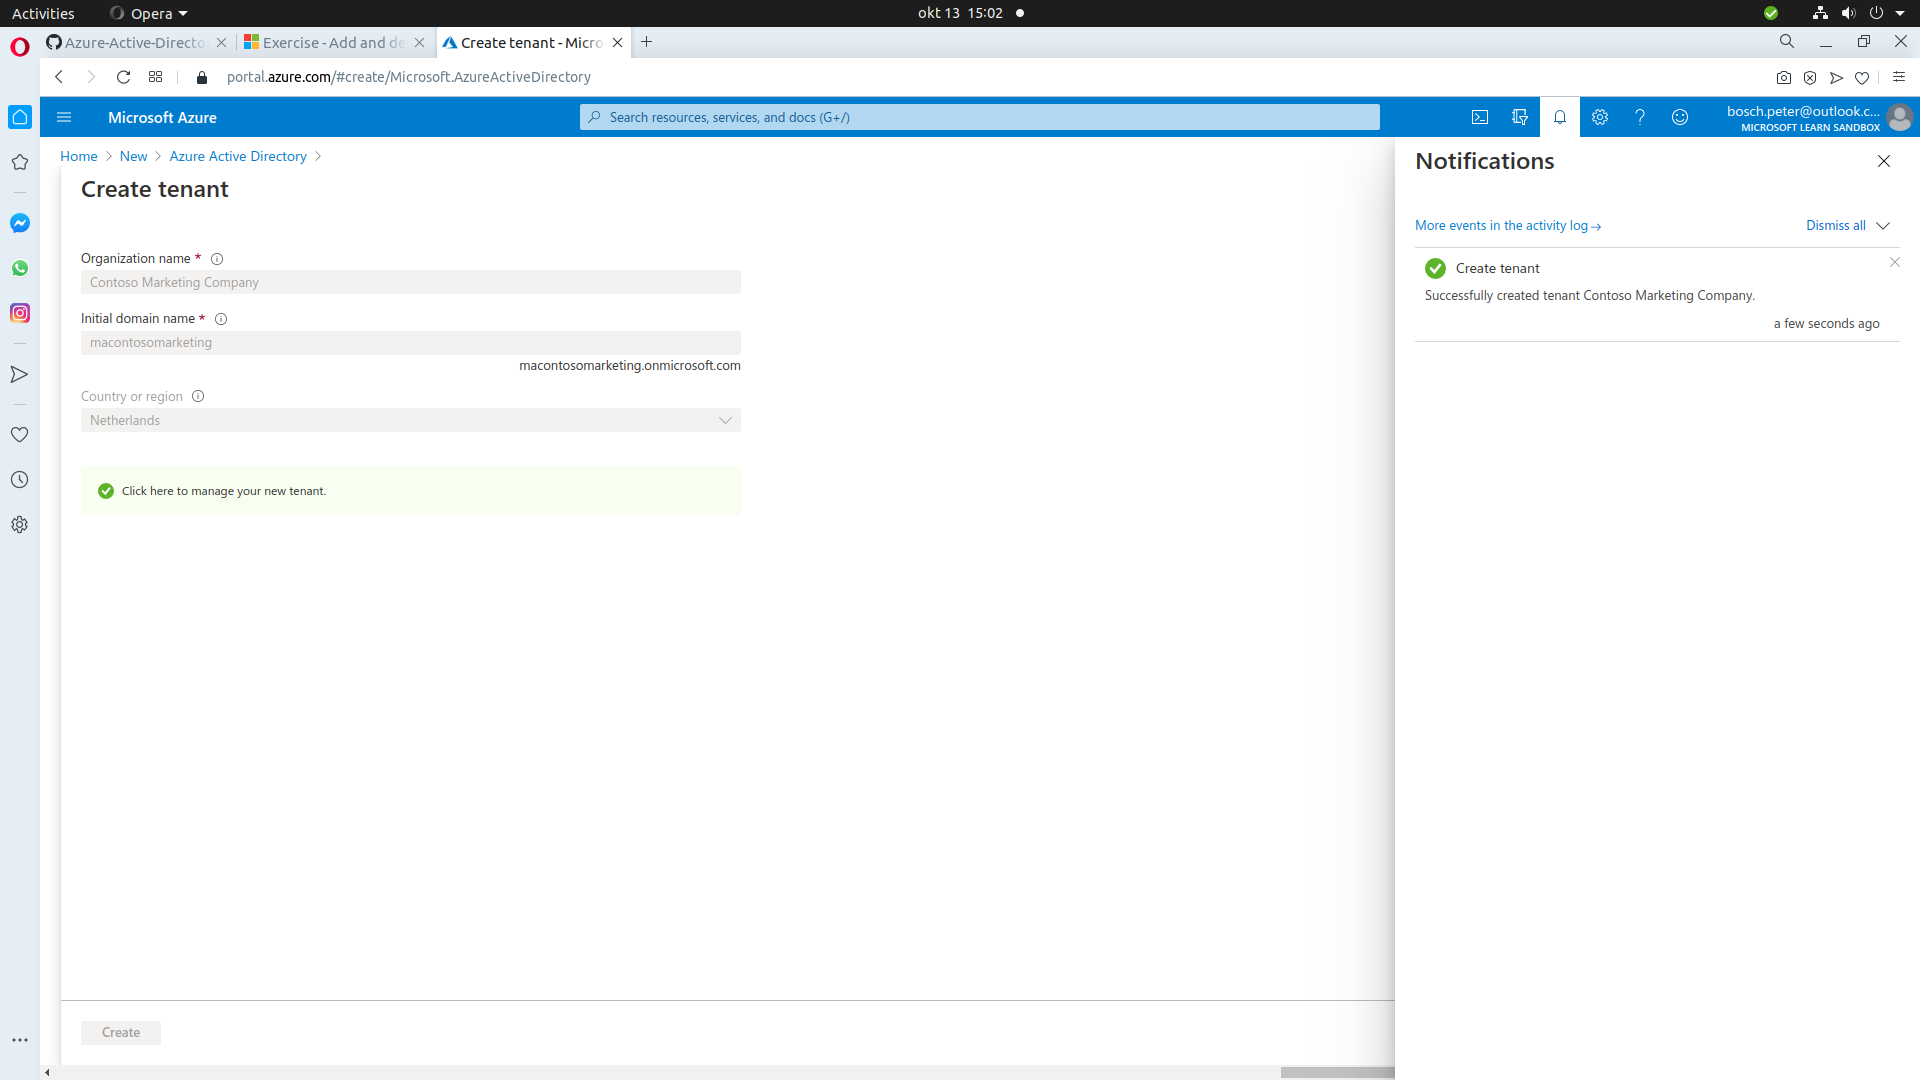 Activities
Opera
okt 13 15:02
Azure-Active-Directo
Exercise - Add and de
Create tenant - Micro
portal.azure.com/#create/Microsoft.AzureActiveDirectory
Microsoft Azure
Search resources, services, and docs (G+/)
bosch.peter@outlook.c...
MICROSOFT LEARN SANDBOX
Home
New
Azure Active Directory
Create tenant
Organization name *
Contoso Marketing Company
Initial domain name *
macontosomarketing
macontosomarketing.onmicrosoft.com
Country or region
Netherlands
Click here to manage your new tenant.
Create
Notifications
More events in the activity log →
Dismiss all
Create tenant
Successfully created tenant Contoso Marketing Company.
a few seconds ago